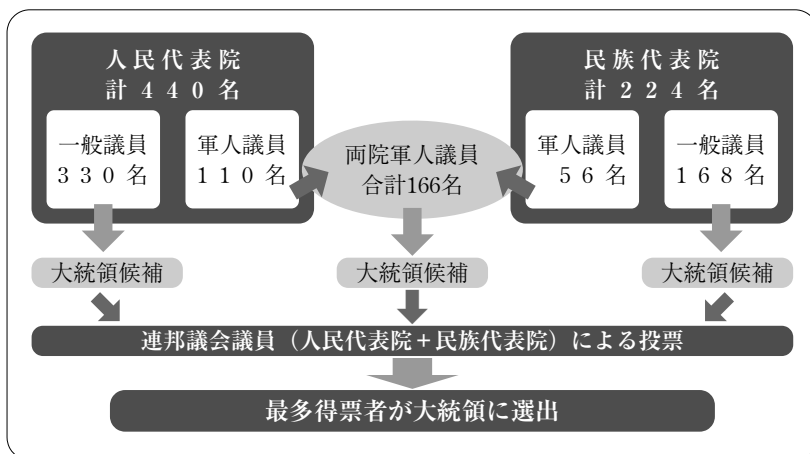 人民代表院
計440名
一般議員
330名
軍人議員
110名
両院軍人議員
合計166名
民族代表院
計224名
軍人議員
56名
一般議員
168名
大統領候補
大統領候補
大統領候補
連邦議会議員（人民代表院＋民族代表院）による投票
最多得票者が大統領に選出